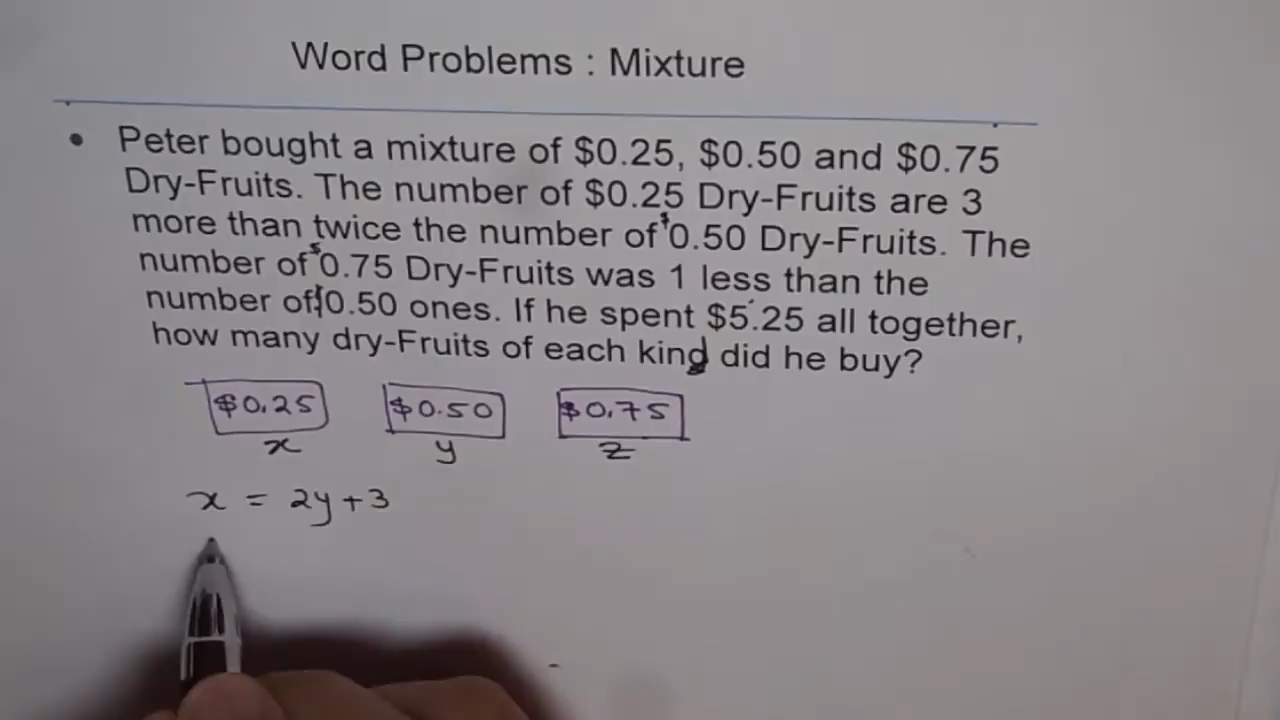 Word Problems : Mixture
• Peter bought a mixture of $0.25, $0.50 and $0.75
Dry-Fruits. The number of $0.25 Dry-Fruits are 3
more than twice the number of $0.50 Dry-Fruits. The
number of $0.75 Dry-Fruits was 1 less than the
number of $0.50 ones. If he spent $5.25 all together,
how many dry-Fruits of each kind did he buy?
$0.25 $0.50 $0.75
x y z
x = 2y + 3